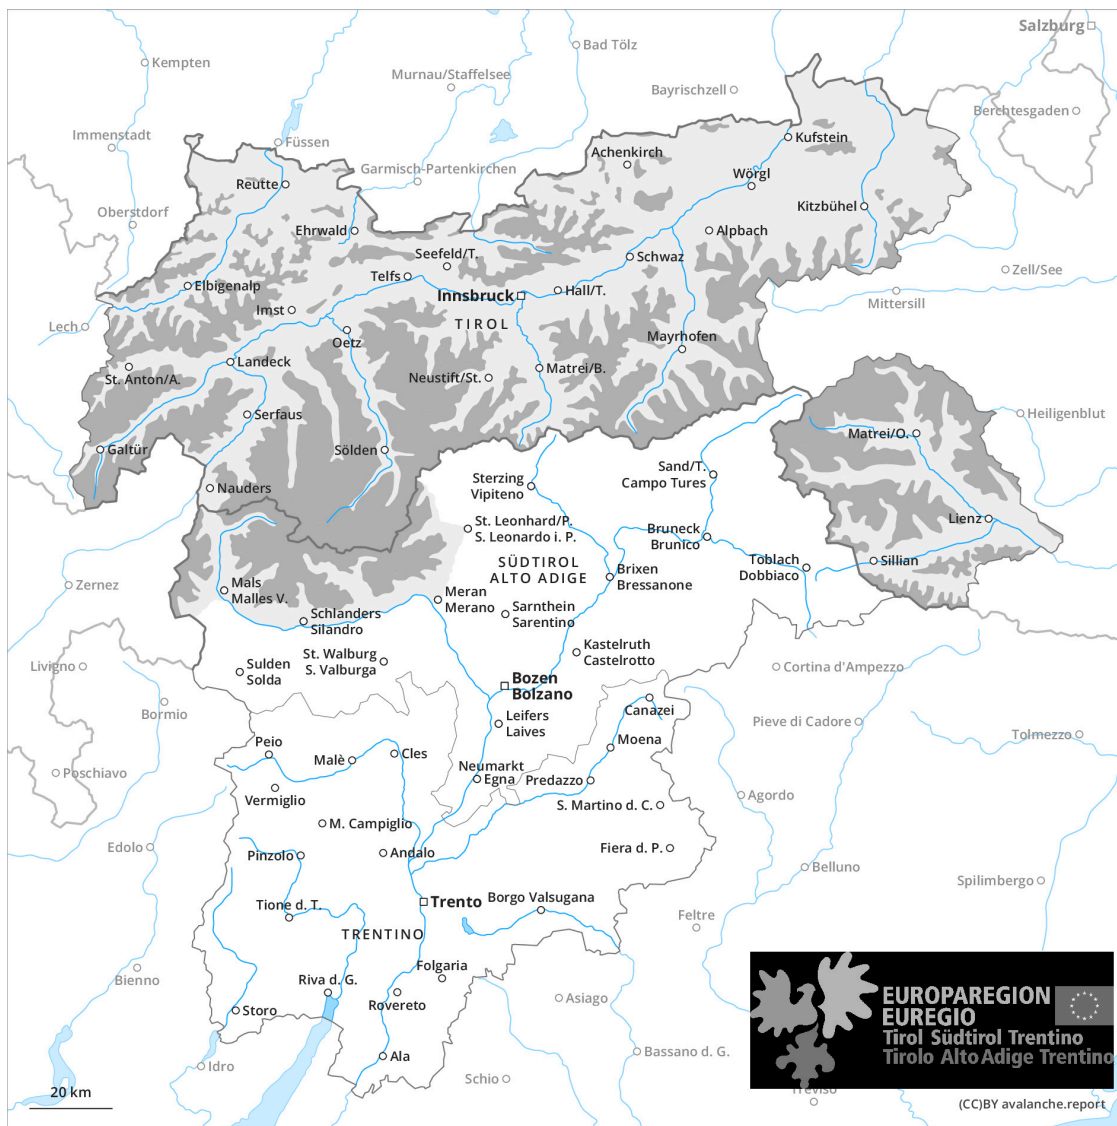 Salzburg
Bad Tölz
Kempten
Murnau/Staffelsee
Bayrischzell
Berchtesgaden
Immenstadt
Füssen
Kufstein
Achenkirch
Garmisch-Partenkirchen
Wörgl
Reutte
Oberstdorf
Kitzbühel
Ehrwald
Alpbach
Seefeld/T.
Schwaz
Telfs
Zell/See
Elbigenalp
Hall/T.
Innsbruck
Mittersill
Imst
TIROL
Lech
Oetz
Mayrhofen
Landeck
Matrei/B.
St. Anton/A.
Neustift/St.
Serfaus
Heiligenblut
Matrei/O.
Galtür
Sölden
Sand/T.
Campo Tures
Sterzing
Vipiteno
Nauders
St. Leonhard/P.
S. Leonardo i. P.
Lienz
Bruneck
Brunico
SÜDTIROL
ALTO ADIGE
Toblach
Dobbiaco
Sillian
Brixen
Bressanone
Zernez
Mals
Malles V.
Meran
Merano
Sarnthein
Sarentino
Schlanders
Silandro
Kastelruth
Castelrotto
St. Walburg
S. Valburga
Livigno
Sulden
Solda
Cortina d'Ampezzo
Bozen
Bolzano
Canazei
Bormio
Leifers
Laives
Pieve di Cadore
Tolmezzo
Moena
Peio
Cles
Malè
Neumarkt
Egna
Poschiavo
Predazzo
Vermiglio
Agordo
S. Martino d. C.
M. Campiglio
Edolo
Pinzolo
Andalo
Fiera d. P.
Belluno
Spilimbergo
Trento
Borgo Valsugana
Tione d. T.
Feltre
TRENTINO
Folgaria
Bienno
Riva d. G.
Rovereto
Asiago
Storo
EUROPAREGION
EUREGIO
Tirol Südtirol Trentino
Tirolo Alto Adige Trentino
Ala
Bassano d. G.
Idro
Schio
Treviso
20 km
(CC)BY avalanche.report